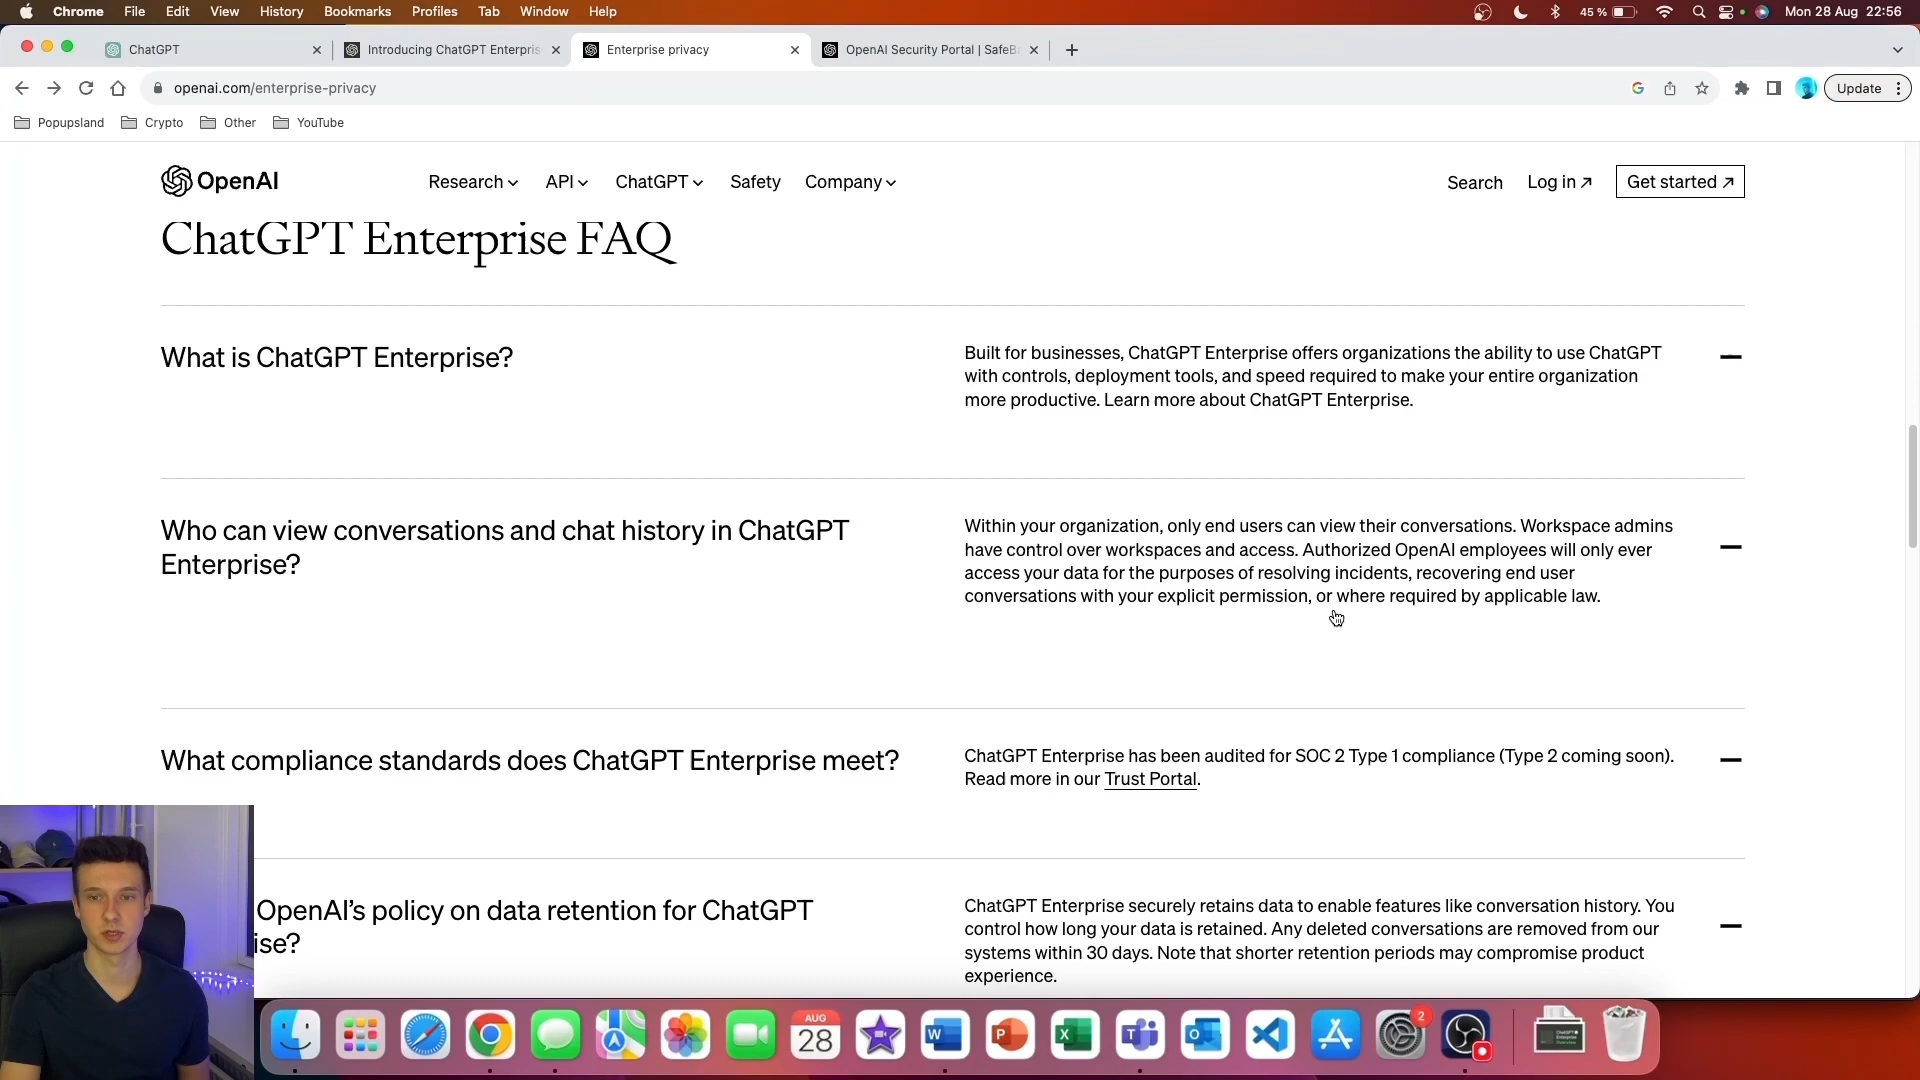 Chrome File Edit View History Bookmarks Profiles Tab Window Help 45 % Mon 28 Aug 22:56
ChatGPT Introducing ChatGPT Enterpris Enterprise privacy OpenAI Security Portal | SafeB
openai.com/enterprise-privacy Update
Popupsland Crypto Other YouTube
OpenAI Research API ChatGPT Safety Company Search Log in ↗ Get started ↗
ChatGPT Enterprise FAQ
What is ChatGPT Enterprise?
Built for businesses, ChatGPT Enterprise offers organizations the ability to use ChatGPT
with controls, deployment tools, and speed required to make your entire organization
more productive. Learn more about ChatGPT Enterprise.
Who can view conversations and chat history in ChatGPT
Enterprise?
Within your organization, only end users can view their conversations. Workspace admins
have control over workspaces and access. Authorized OpenAI employees will only ever
access your data for the purposes of resolving incidents, recovering end user
conversations with your explicit permission, or where required by applicable law.
What compliance standards does ChatGPT Enterprise meet?
ChatGPT Enterprise has been audited for SOC 2 Type 1 compliance (Type 2 coming soon).
Read more in our Trust Portal.
OpenAI’s policy on data retention for ChatGPT
ise?
ChatGPT Enterprise securely retains data to enable features like conversation history. You
control how long your data is retained. Any deleted conversations are removed from our
systems within 30 days. Note that shorter retention periods may compromise product
experience.
AUG
28
W P X T O
2